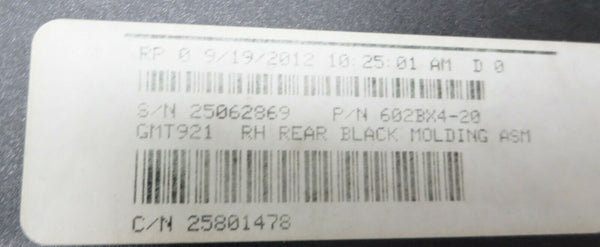 RP 0 9/19/2012 10:25:01 AM D 0
S/N 25062869 P/N 602BX4-20
GMT921 RH REAR BLACK MOLDING ASM
C/N 25801478